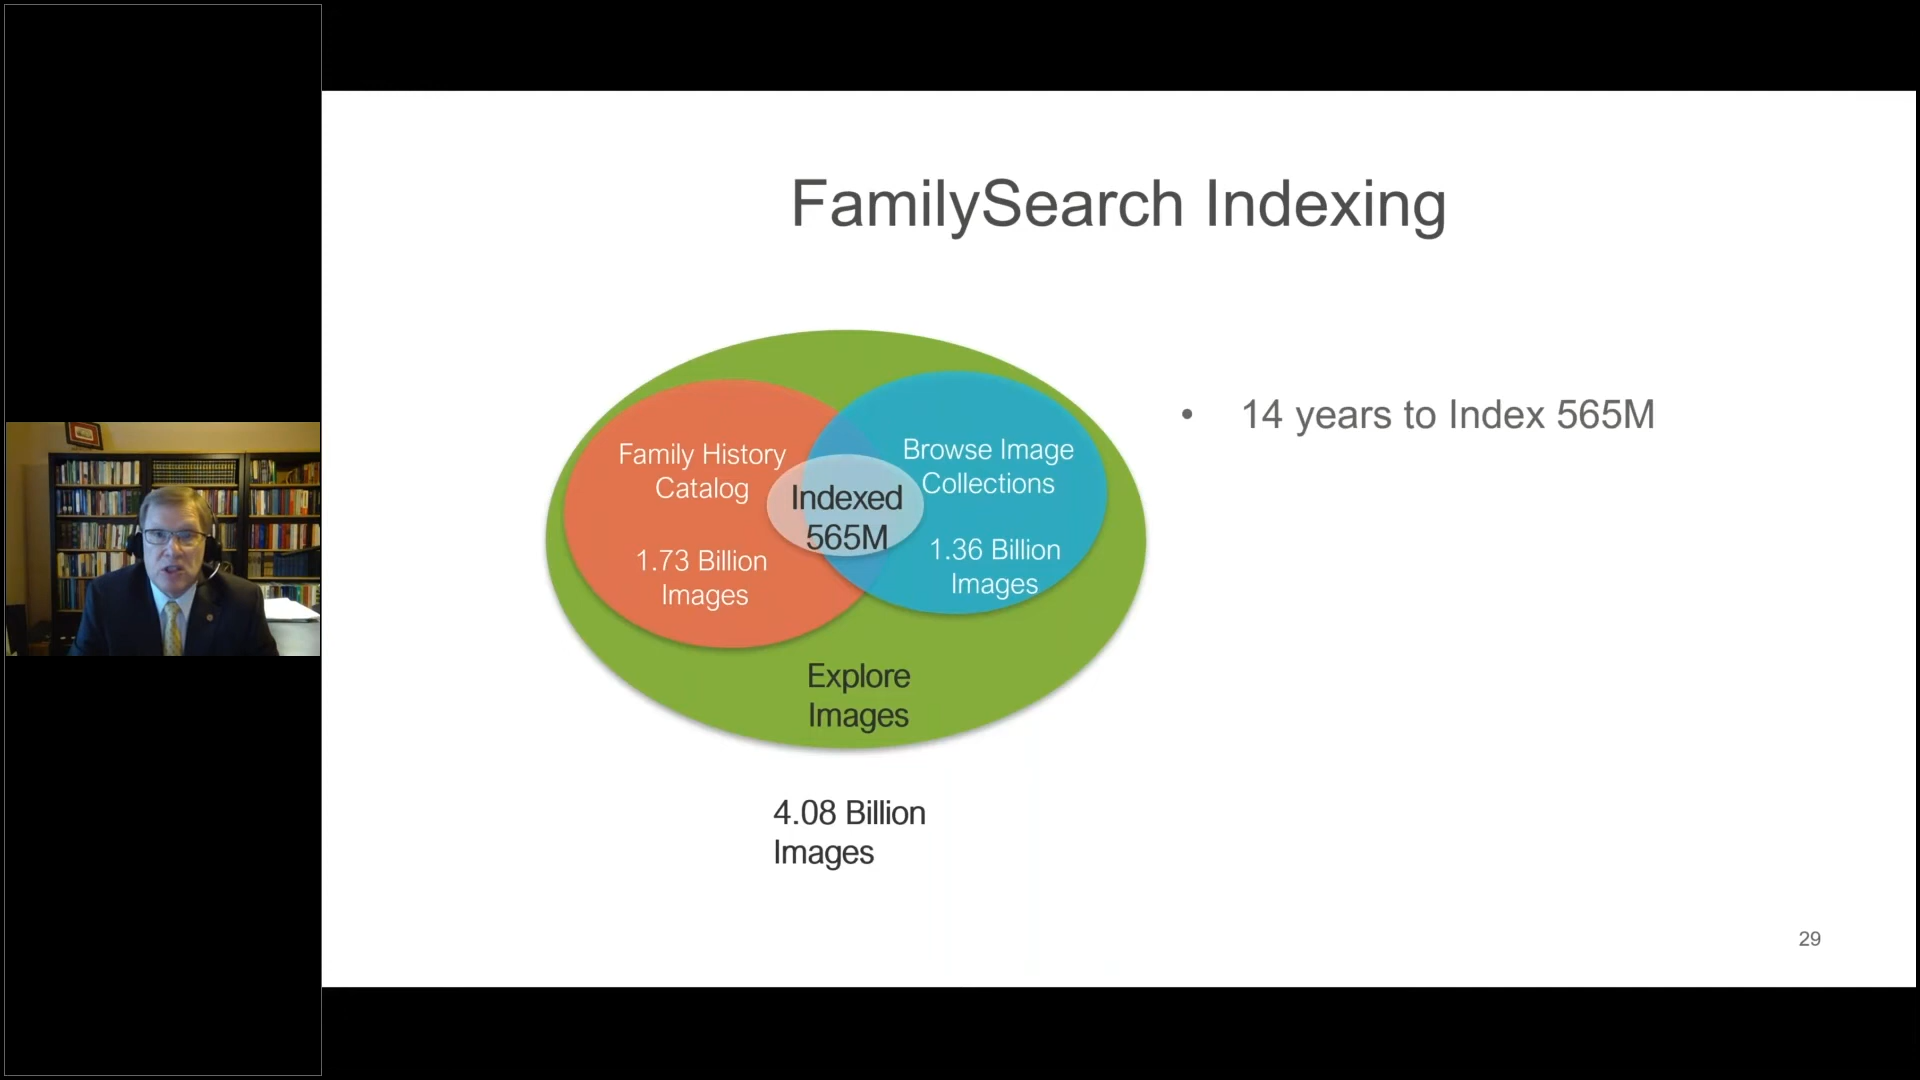 FamilySearch Indexing
Family History
Catalog
1.73 Billion
Images
Indexed
565M
Browse Image
Collections
1.36 Billion
Images
Explore
Images
4.08 Billion
Images
• 14 years to Index 565M
29